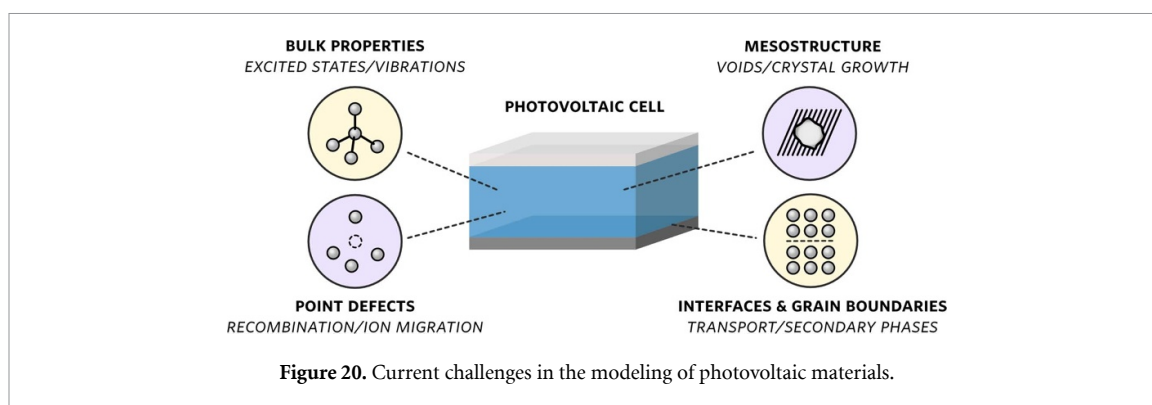 BULK PROPERTIES
EXCITED STATES/VIBRATIONS
MESOSTRUCTURE
VOIDS/CRYSTAL GROWTH
PHOTOVOLTAIC CELL
POINT DEFECTS
RECOMBINATION/ION MIGRATION
INTERFACES & GRAIN BOUNDARIES
TRANSPORT/SECONDARY PHASES
Figure 20. Current challenges in the modeling of photovoltaic materials.